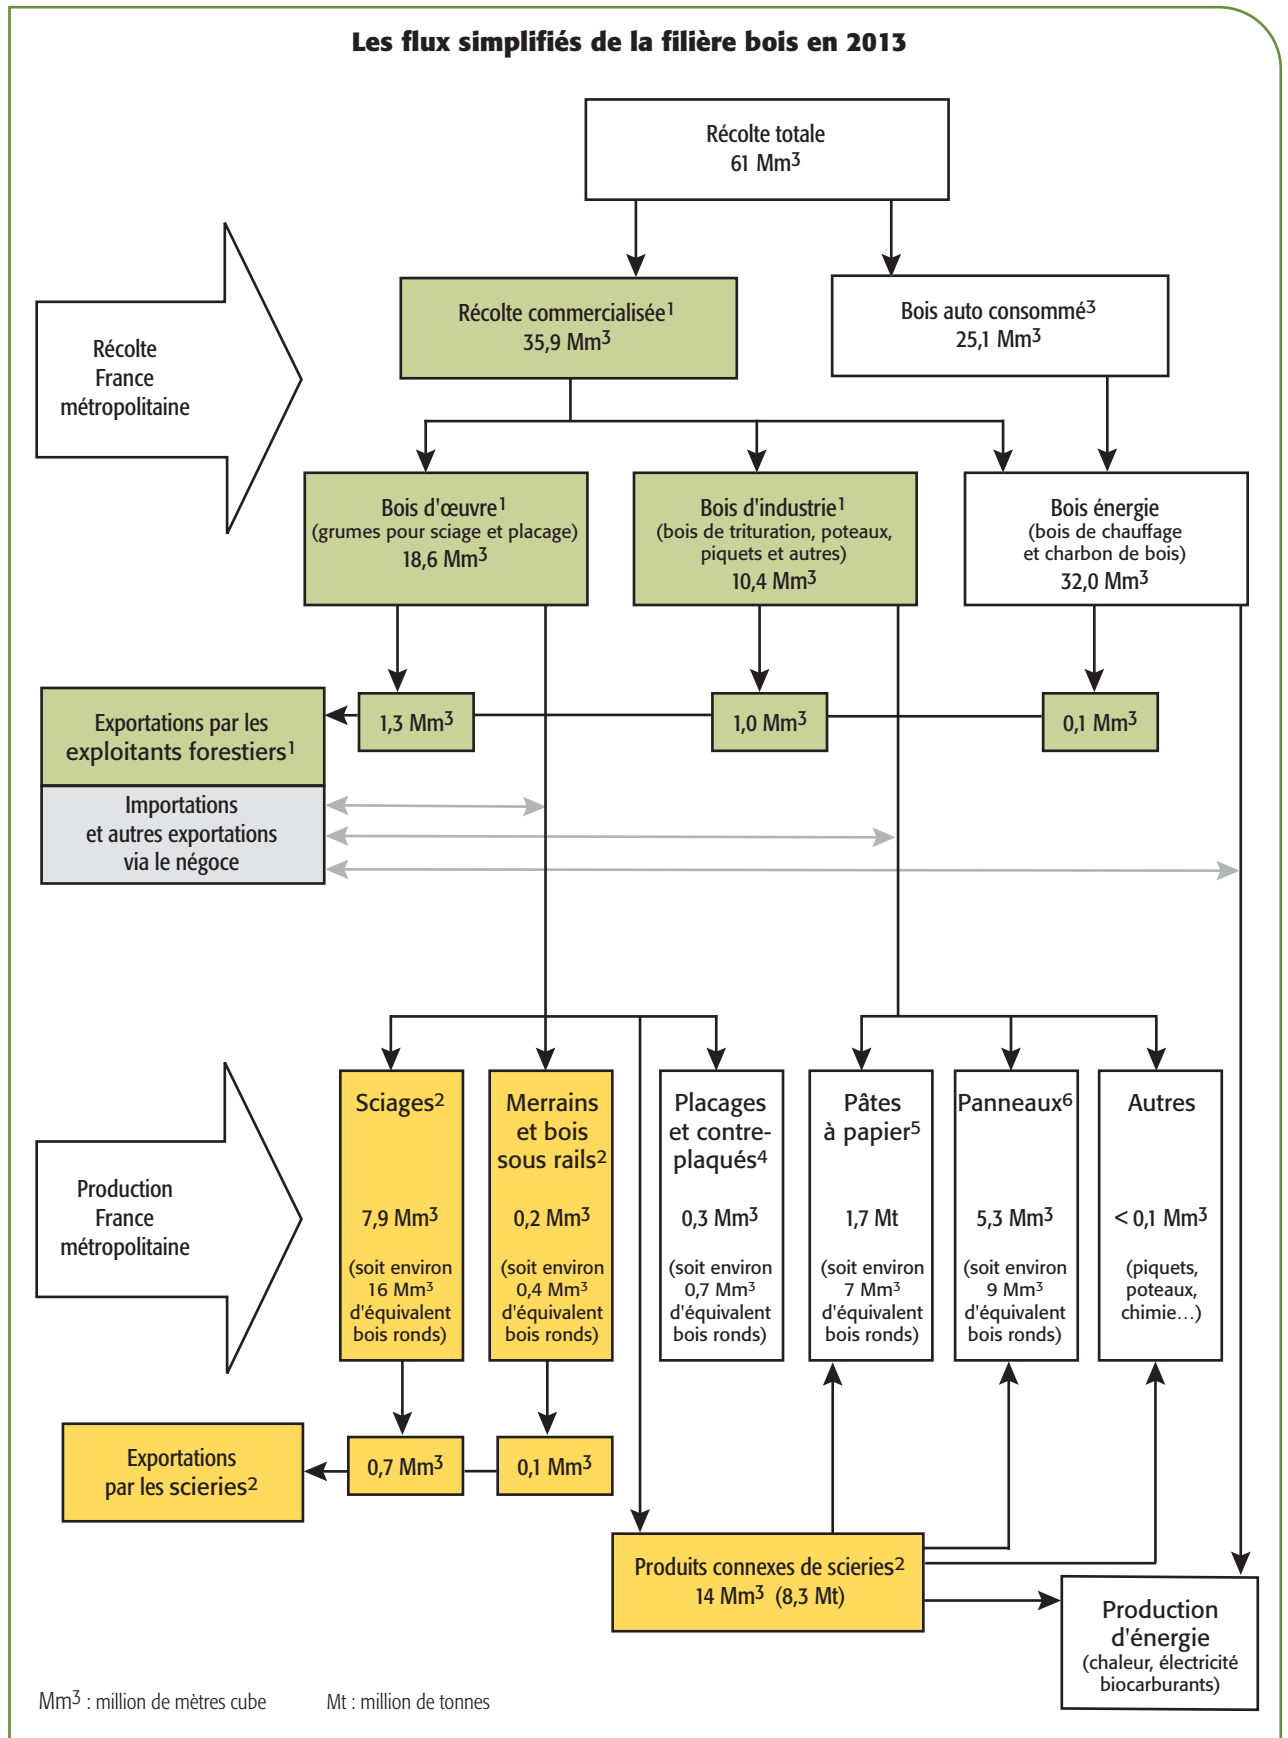 Les flux simplifiés de la filière bois en 2013
Récolte totale
61 Mm³
Récolte
France
métropolitaine
Récolte commercialisée¹
35,9 Mm³
Bois auto consommé³
25,1 Mm³
Bois d'œuvre¹
(grumes pour sciage et placage)
18,6 Mm³
Bois d'industrie¹
(bois de trituration, poteaux,
piquets et autres)
10,4 Mm³
Bois énergie
(bois de chauffage
et charbon de bois)
32,0 Mm³
Exportations par les
exploitants forestiers¹
1,3 Mm³
1,0 Mm³
0,1 Mm³
Importations
et autres exportations
via le négoce
Production
France
métropolitaine
Sciages²
7,9 Mm³
(soit environ
16 Mm³
d'équivalent
bois ronds)
Merrains
et bois
sous rails²
0,2 Mm³
(soit environ
0,4 Mm³
d'équivalent
bois ronds)
Placages
et contre-
plaqués⁴
0,3 Mm³
(soit environ
0,7 Mm³
d'équivalent
bois ronds)
Pâtes
à papier⁵
1,7 Mt
(soit environ
7 Mm³
d'équivalent
bois ronds)
Panneaux⁶
5,3 Mm³
(soit environ
9 Mm³
d'équivalent
bois ronds)
Autres
< 0,1 Mm³
(piquets,
poteaux,
chimie…)
Exportations
par les scieries²
0,7 Mm³
0,1 Mm³
Produits connexes de scieries²
14 Mm³ (8,3 Mt)
Production
d'énergie
(chaleur, électricité
biocarburants)
Mm³ : million de mètres cube
Mt : million de tonnes